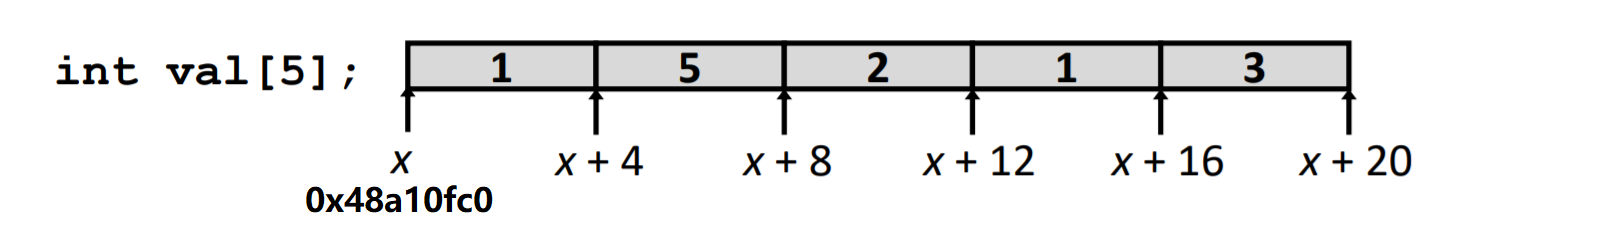 int val[5]; 1 5 2 1 3
x x + 4 x + 8 x + 12 x + 16 x + 20
0x48a10fc0